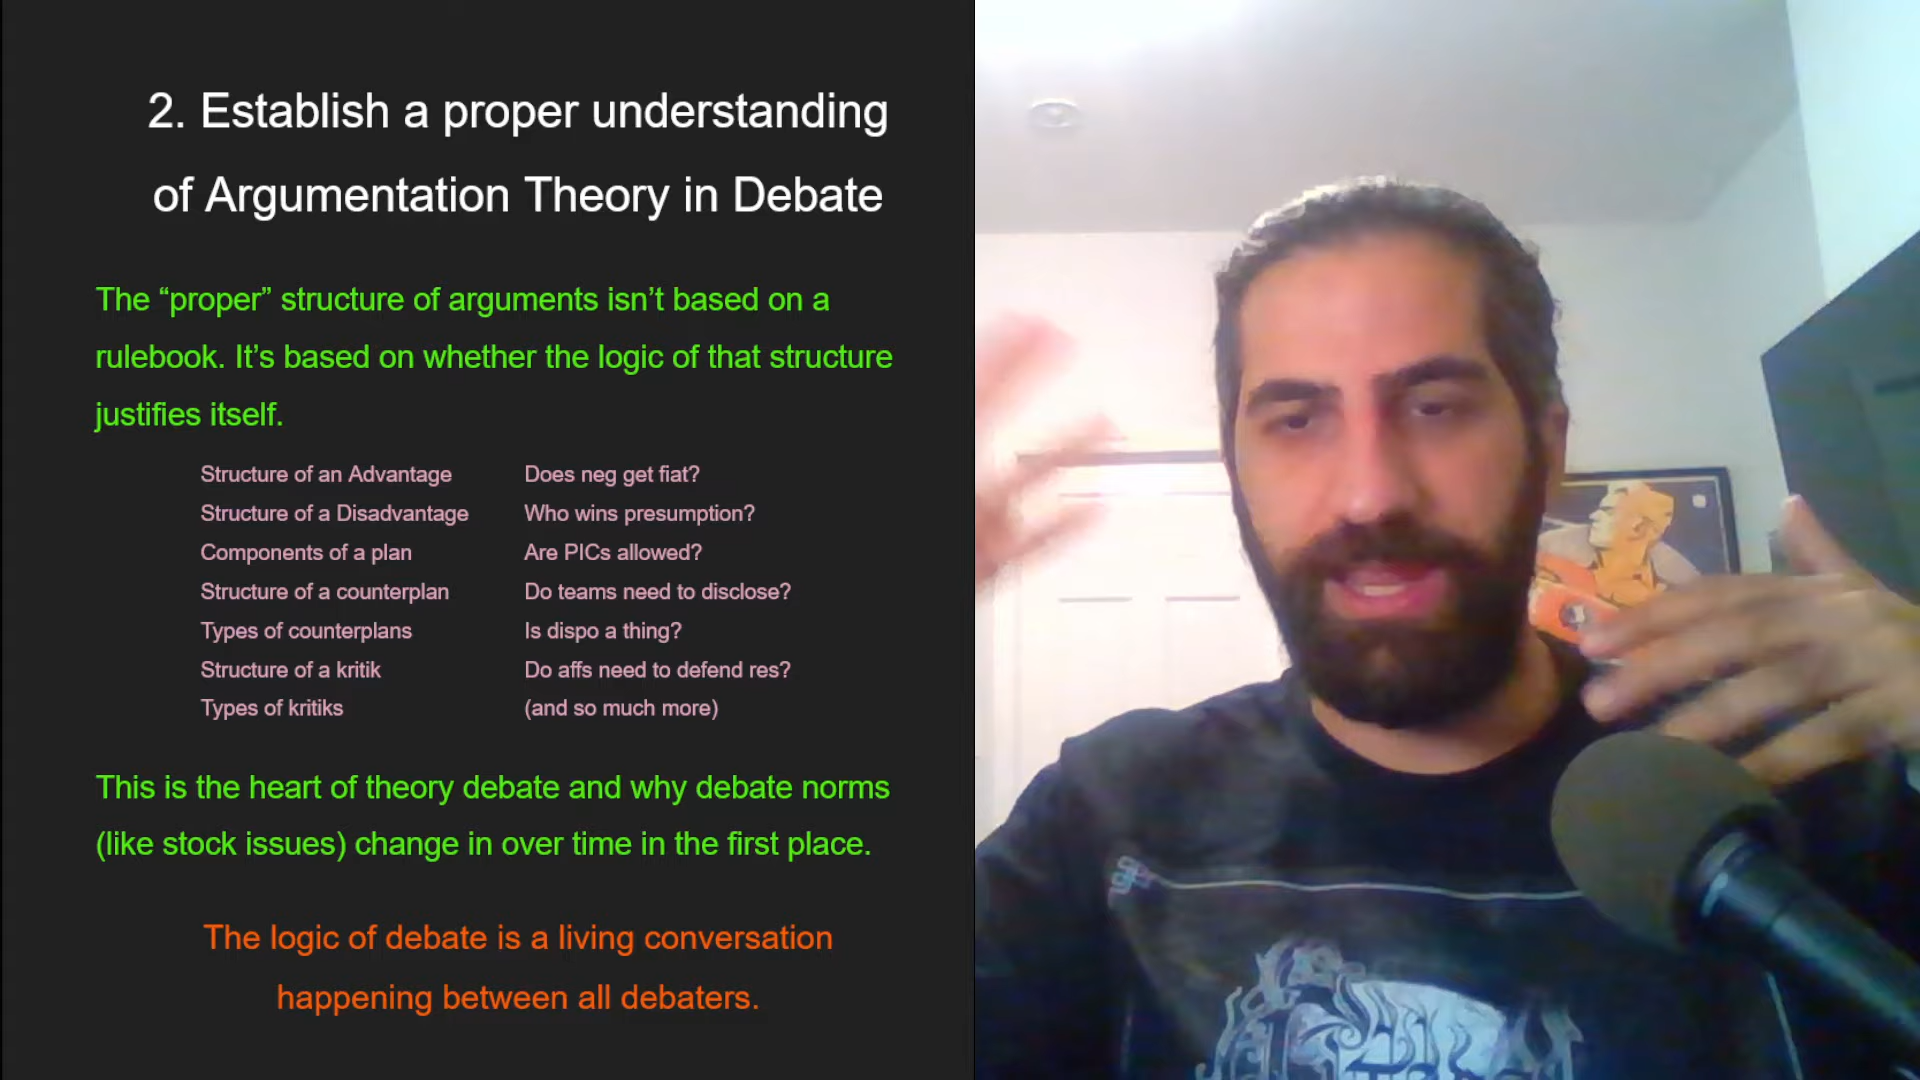 2. Establish a proper understanding
of Argumentation Theory in Debate
The “proper” structure of arguments isn’t based on a
rulebook. It’s based on whether the logic of that structure
justifies itself.
Structure of an Advantage
Structure of a Disadvantage
Components of a plan
Structure of a counterplan
Types of counterplans
Structure of a kritik
Types of kritiks
Does neg get fiat?
Who wins presumption?
Are PICs allowed?
Do teams need to disclose?
Is dispo a thing?
Do affs need to defend res?
(and so much more)
This is the heart of theory debate and why debate norms
(like stock issues) change in over time in the first place.
The logic of debate is a living conversation
happening between all debaters.